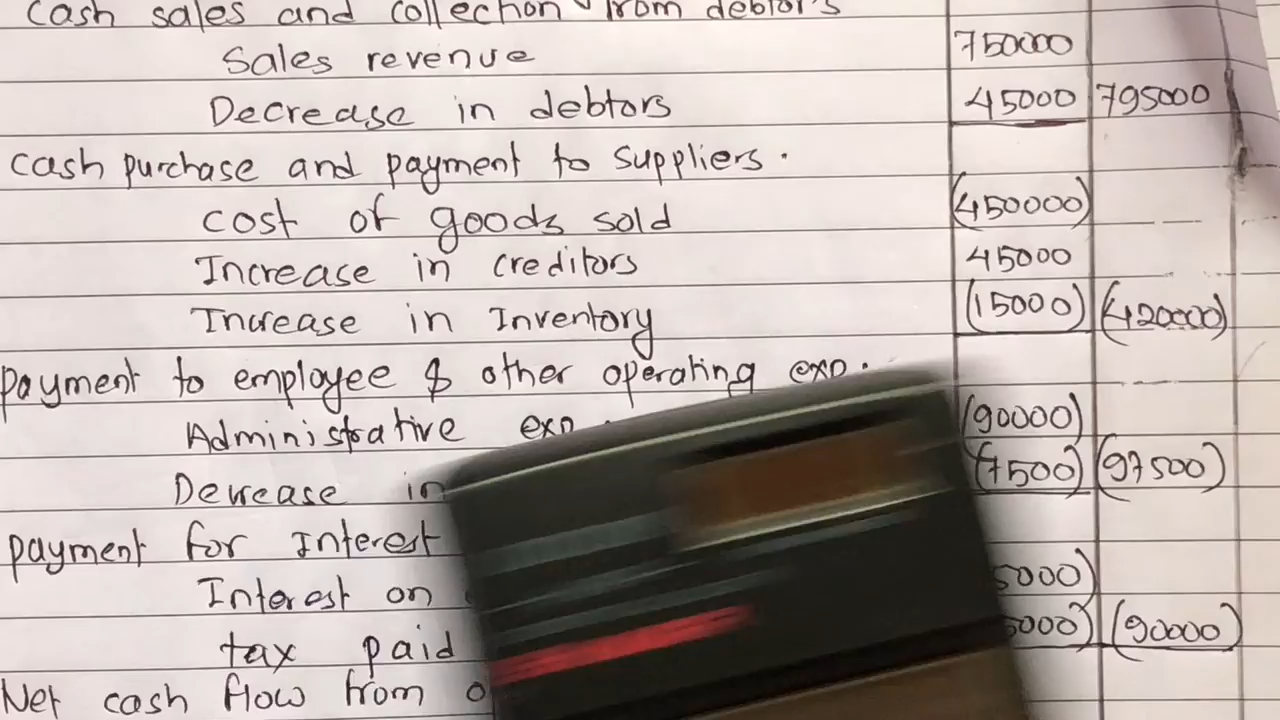 Cash sales and collection from debtors
Sales revenue 750000
Decrease in debtors 45000 795000
cash purchase and payment to suppliers.
cost of goods sold (450000)
Increase in creditors 45000
Increase in Inventory (15000) (420000)
payment to employee & other operating exp.
Administrative exp. (90000)
Decrease in (7500) (97500)
payment for interest
Interest on 5000)
tax paid 5000) (90000)
Net cash flow from o